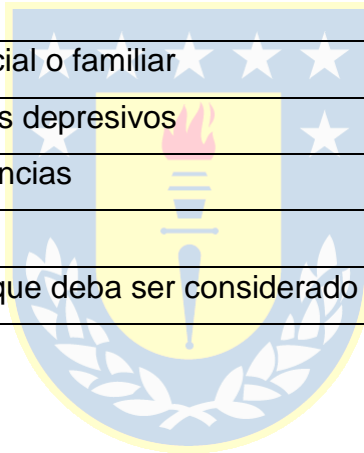 cial o familiar
s depresivos
ncias
que deba ser considerado